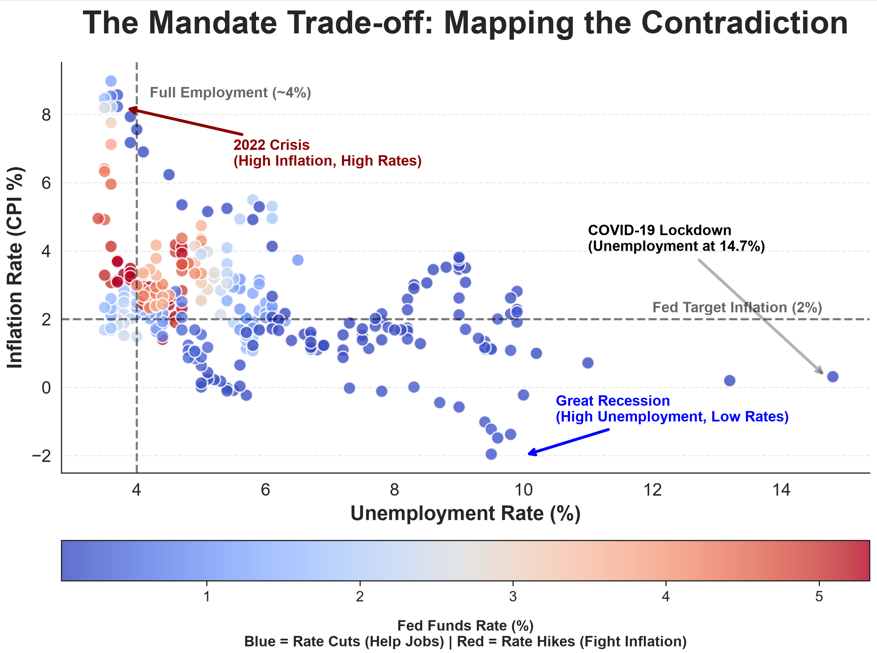 The Mandate Trade-off: Mapping the Contradiction
Full Employment (~4%)
2022 Crisis
(High Inflation, High Rates)
COVID-19 Lockdown
(Unemployment at 14.7%)
Fed Target Inflation (2%)
Great Recession
(High Unemployment, Low Rates)
Inflation Rate (CPI %)
8
6
4
2
0
−2
4 6 8 10 12 14
Unemployment Rate (%)
1 2 3 4 5
Fed Funds Rate (%)
Blue = Rate Cuts (Help Jobs) | Red = Rate Hikes (Fight Inflation)